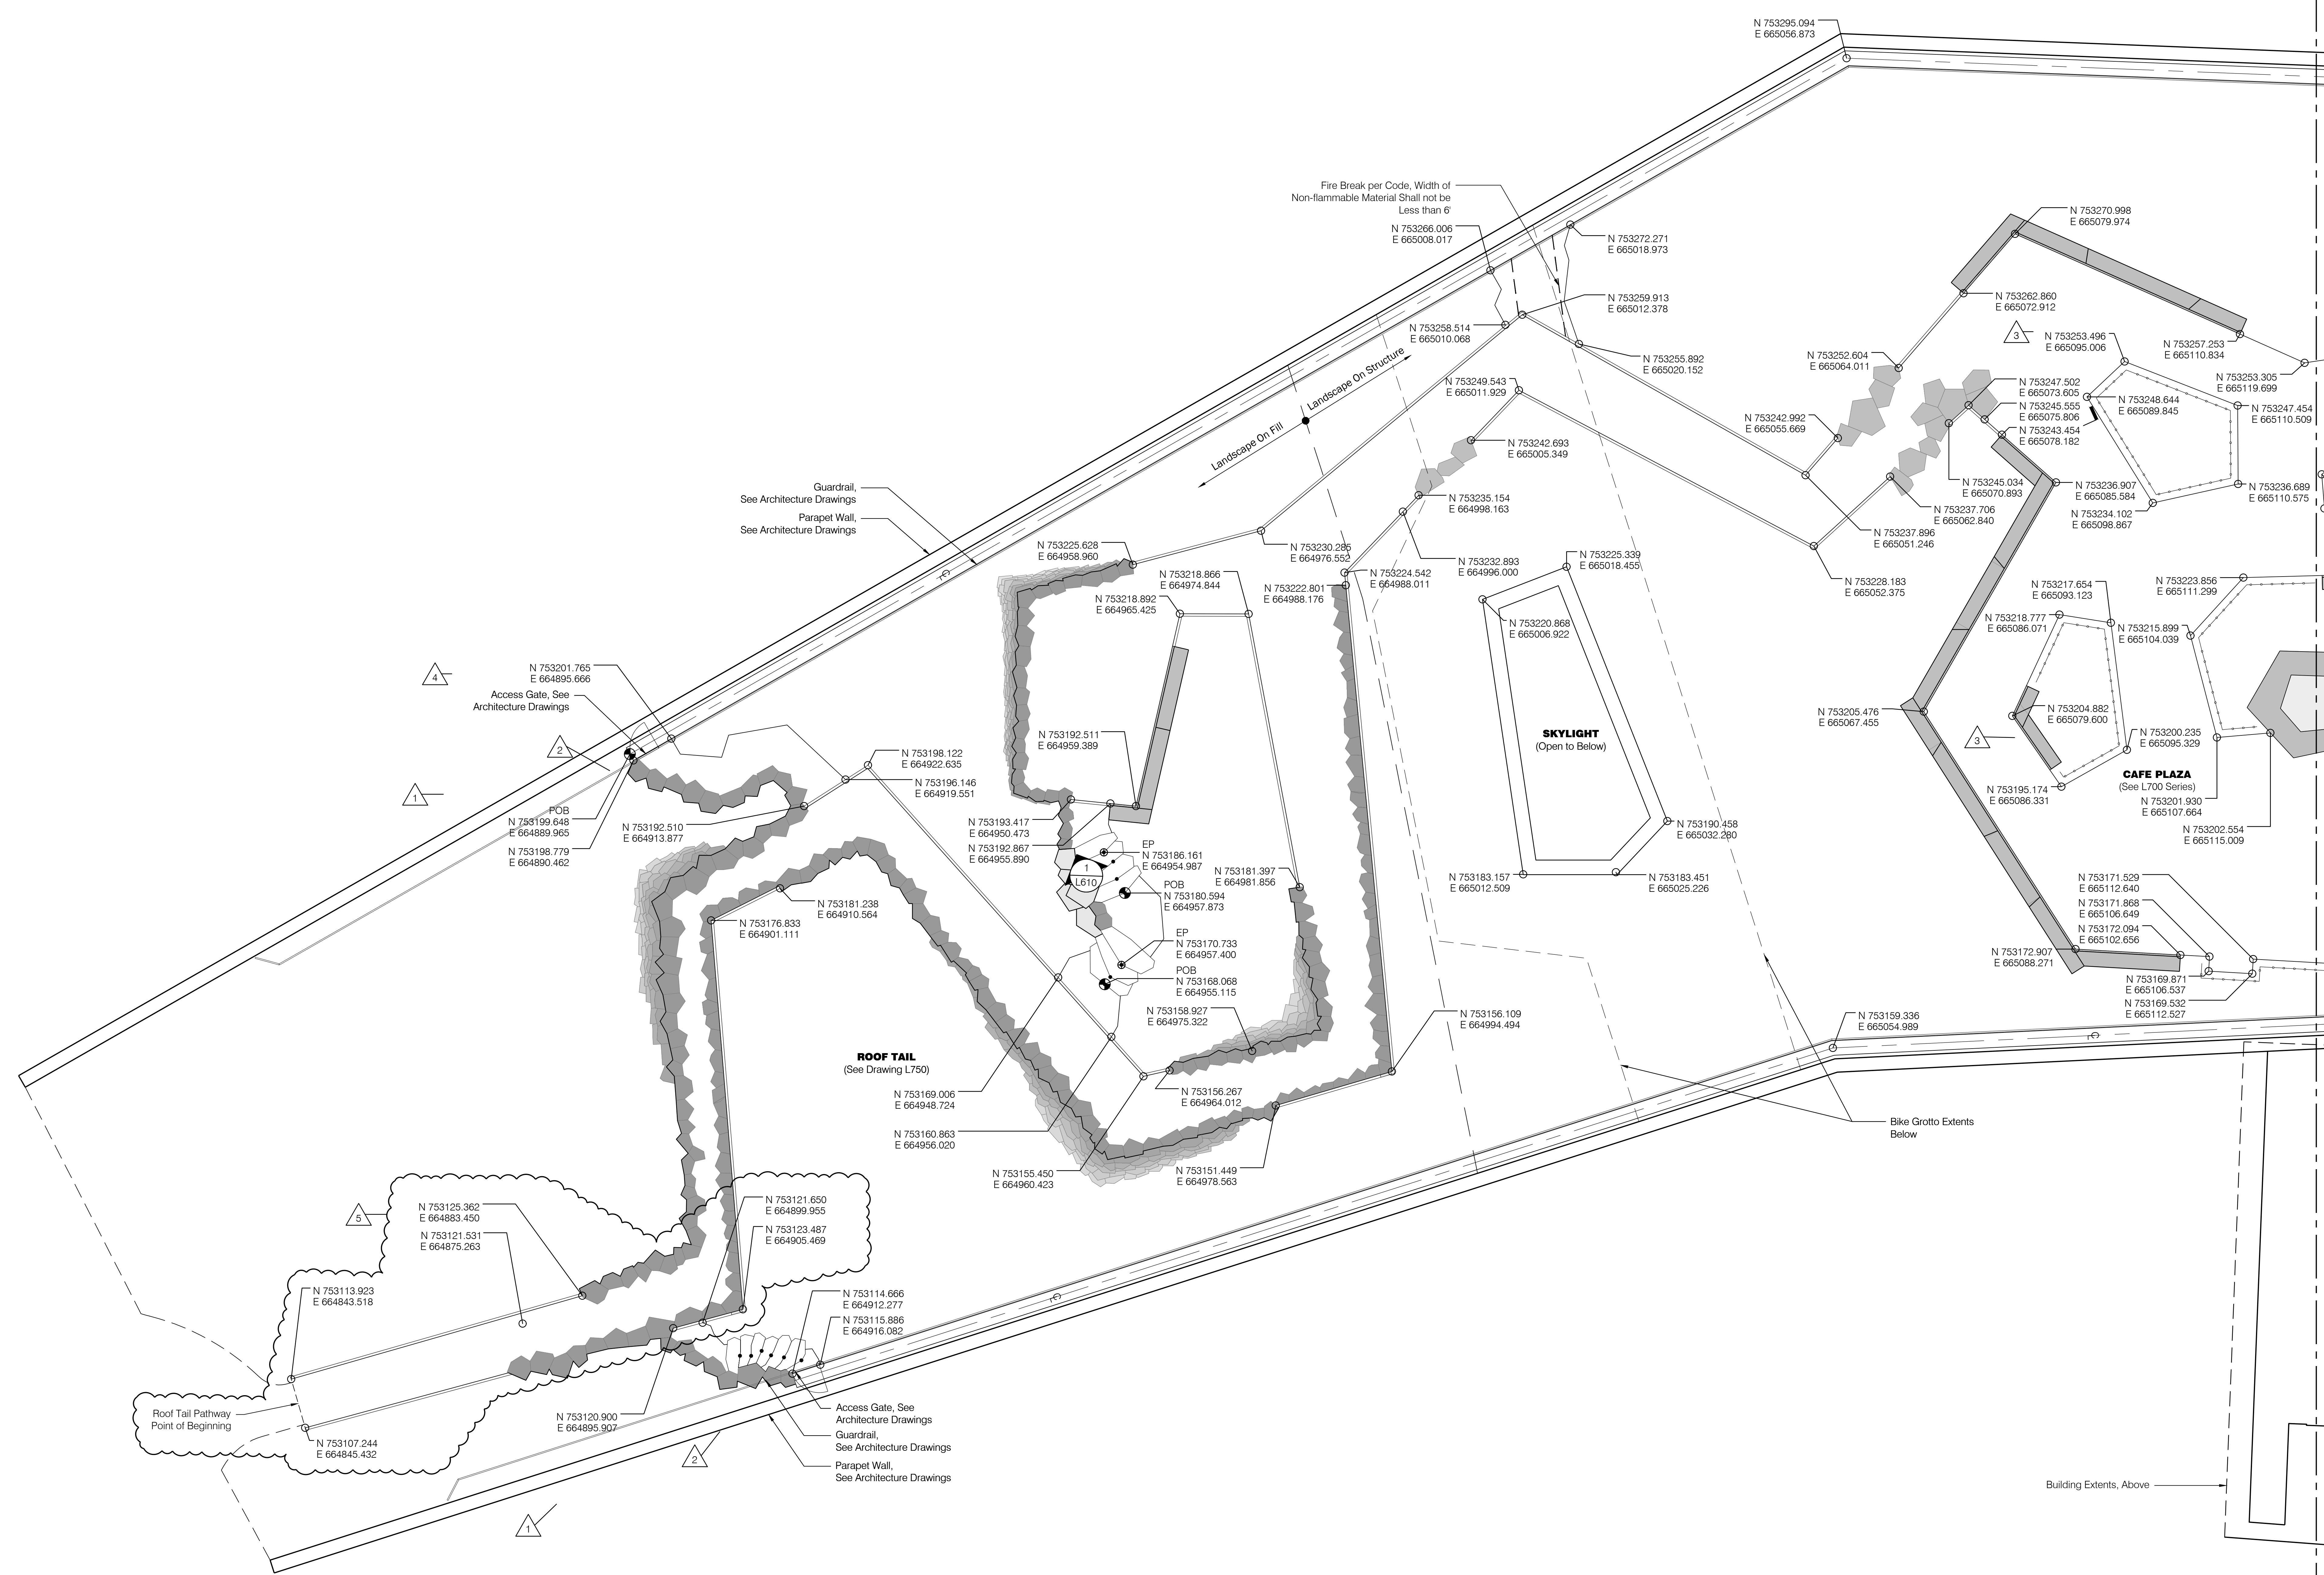 N 753295.094
E 665056.873
Fire Break per Code, Width of
Non-flammable Material Shall not be
Less than 6'
N 753266.006
E 665008.017
N 753272.271
E 665018.973
N 753270.998
E 665079.974
N 753259.913
E 665012.378
N 753262.860
E 665072.912
N 753258.514
E 665010.068
3
N 753253.496
E 665095.006
N 753257.253
E 665110.834
N 753255.892
E 665020.152
N 753252.604
E 665064.011
N 753253.305
E 665119.699
Landscape On Structure
Landscape On Fill
N 753249.543
E 665011.929
N 753247.502
E 665073.605
N 753248.644
E 665089.845
N 753245.555
E 665075.806
N 753247.454
E 665110.509
N 753242.992
E 665055.669
N 753243.454
E 665078.182
N 753242.693
E 665005.349
Guardrail,
See Architecture Drawings
N 753235.154
E 664998.163
N 753245.034
E 665070.893
N 753236.907
E 665085.584
N 753236.689
E 665110.575
Parapet Wall,
See Architecture Drawings
N 753237.706
E 665062.840
N 753234.102
E 665098.867
N 753237.896
E 665051.246
N 753225.628
E 664958.960
N 753230.285
E 664976.552
N 753232.893
E 664996.000
N 753225.339
E 665018.455
N 753218.866
E 664974.844
N 753224.542
E 664988.011
N 753222.801
E 664988.176
N 753228.183
E 665052.375
N 753217.654
E 665093.123
N 753223.856
E 665111.299
N 753218.892
E 664965.425
N 753220.868
E 665006.922
N 753218.777
E 665086.071
N 753215.899
E 665104.039
4
N 753201.765
E 664895.666
Access Gate, See
Architecture Drawings
2
N 753192.511
E 664959.389
SKYLIGHT
(Open to Below)
N 753205.476
E 665067.455
N 753204.882
E 665079.600
3
N 753200.235
E 665095.329
N 753198.122
E 664922.635
N 753196.146
E 664919.551
CAFE PLAZA
(See L700 Series)
1
N 753195.174
E 665086.331
N 753201.930
E 665107.664
POB
N 753199.648
E 664889.965
N 753192.510
E 664913.877
N 753193.417
E 664950.473
N 753190.458
E 665032.280
N 753202.554
E 665115.009
N 753198.779
E 664890.462
N 753192.867
E 664955.890
EP
N 753186.161
E 664954.987
1
L610
N 753181.397
E 664981.856
N 753183.157
E 665012.509
N 753183.451
E 665025.226
POB
N 753180.594
E 664957.873
N 753171.529
E 665112.640
N 753181.238
E 664910.564
N 753171.868
E 665106.649
N 753176.833
E 664901.111
EP
N 753170.733
E 664957.400
N 753172.094
E 665102.656
N 753172.907
E 665088.271
POB
N 753168.068
E 664955.115
N 753169.871
E 665106.537
N 753158.927
E 664975.322
N 753169.532
E 665112.527
N 753156.109
E 664994.494
N 753159.336
E 665054.989
ROOF TAIL
(See Drawing L750)
N 753169.006
E 664948.724
N 753156.267
E 664964.012
N 753160.863
E 664956.020
Bike Grotto Extents
Below
N 753155.450
E 664960.423
N 753151.449
E 664978.563
5
N 753125.362
E 664883.450
N 753121.650
E 664899.955
N 753121.531
E 664875.263
N 753123.487
E 664905.469
N 753113.923
E 664843.518
N 753114.666
E 664912.277
N 753115.886
E 664916.082
Roof Tail Pathway
Point of Beginning
N 753120.900
E 664895.907
Access Gate, See
Architecture Drawings
Guardrail,
See Architecture Drawings
N 753107.244
E 664845.432
2
Parapet Wall,
See Architecture Drawings
Building Extents, Above
1